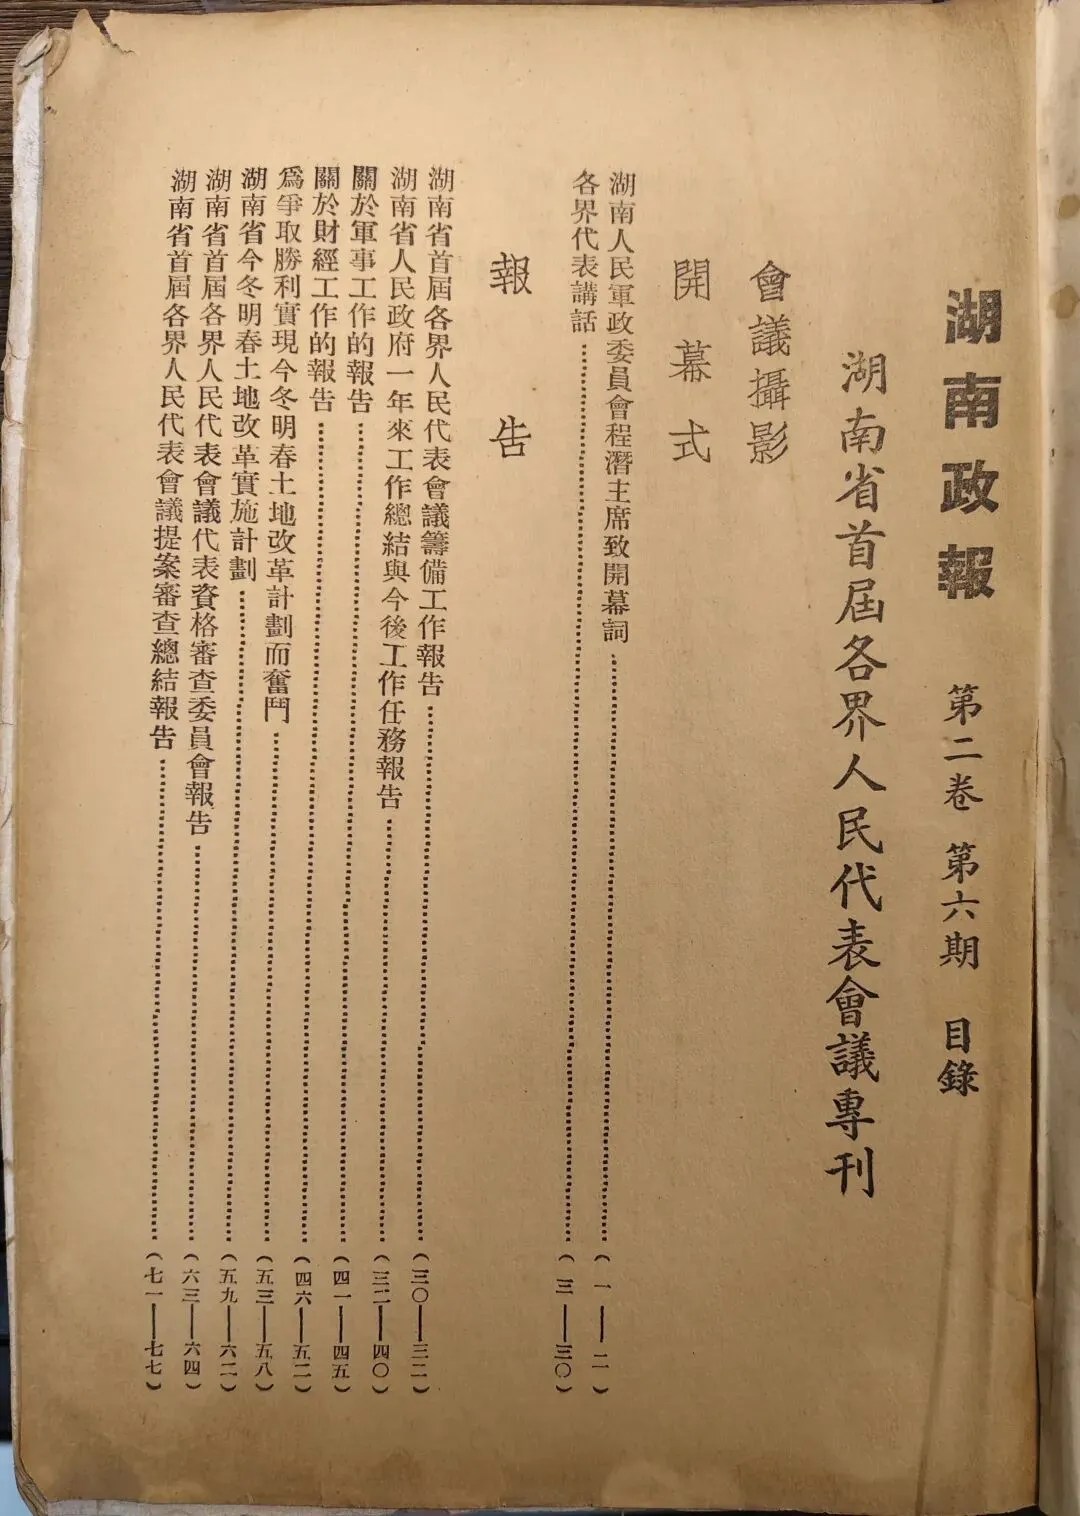 湖南政報 第二卷 第六期 目錄
湖南省首屆各界人民代表會議專刊
會議攝影
開幕式
湖南人民軍政委員會程潛主席致開幕詞……(一——二)
各界代表講話……(三——三〇)
報告
湖南省首屆各界人民代表會議籌備工作報告……(三〇——三二)
湖南省人民政府一年來工作總結與今後工作任務報告……(三二——四〇)
關於軍事工作的報告……(四一——四五)
關於財經工作的報告……(四六——五二)
爲爭取勝利實現今冬明春土地改革計劃而奮鬥……(五三——五八)
湖南省今冬明春土地改革實施計劃……(五九——六二)
湖南省首屆各界人民代表會議代表資格審查委員會報告……(六三——六四)
湖南省首屆各界人民代表會議提案審查總結報告……(七一——七七)